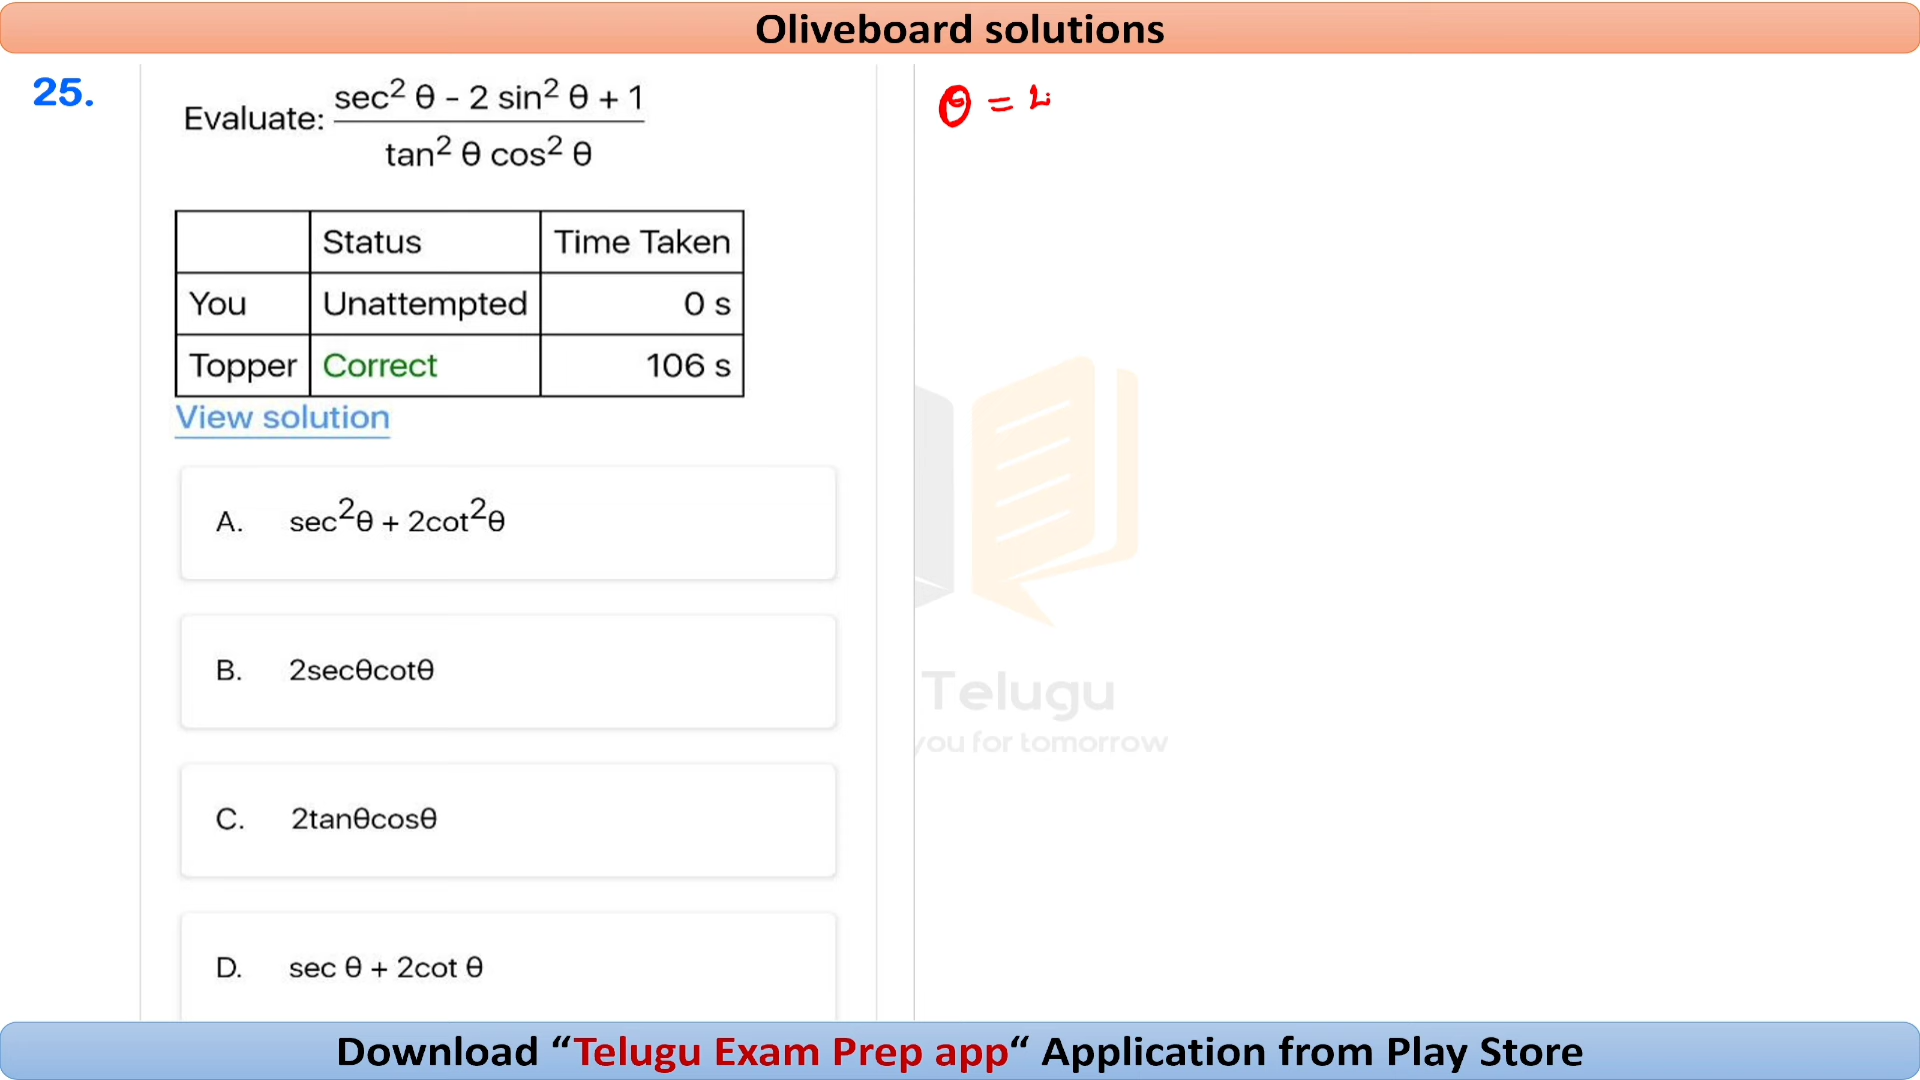 Oliveboard solutions
25.
Evaluate: (sec² θ - 2 sin² θ + 1) / (tan² θ cos² θ)
Status Time Taken
You Unattempted 0 s
Topper Correct 106 s
View solution
A. sec²θ + 2cot²θ
B. 2secθcotθ
C. 2tanθcosθ
D. sec θ + 2cot θ
θ =
Telugu
you for tomorrow
Download “Telugu Exam Prep app“ Application from Play Store